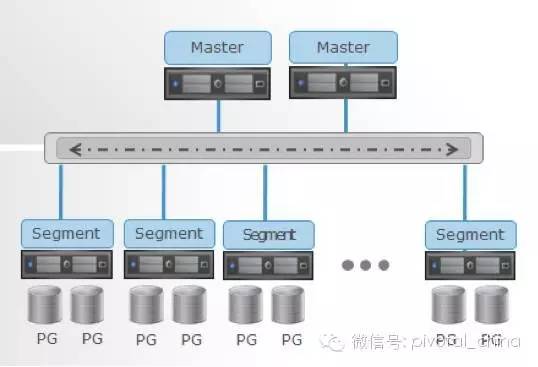 Master Master
Segment Segment Segment Segment
PG PG PG PG PG PG PG PG
微信号: pivotal_china